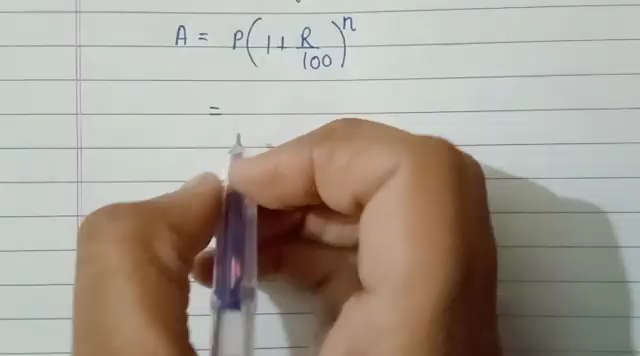 A = P(1 + R/100)^n
=